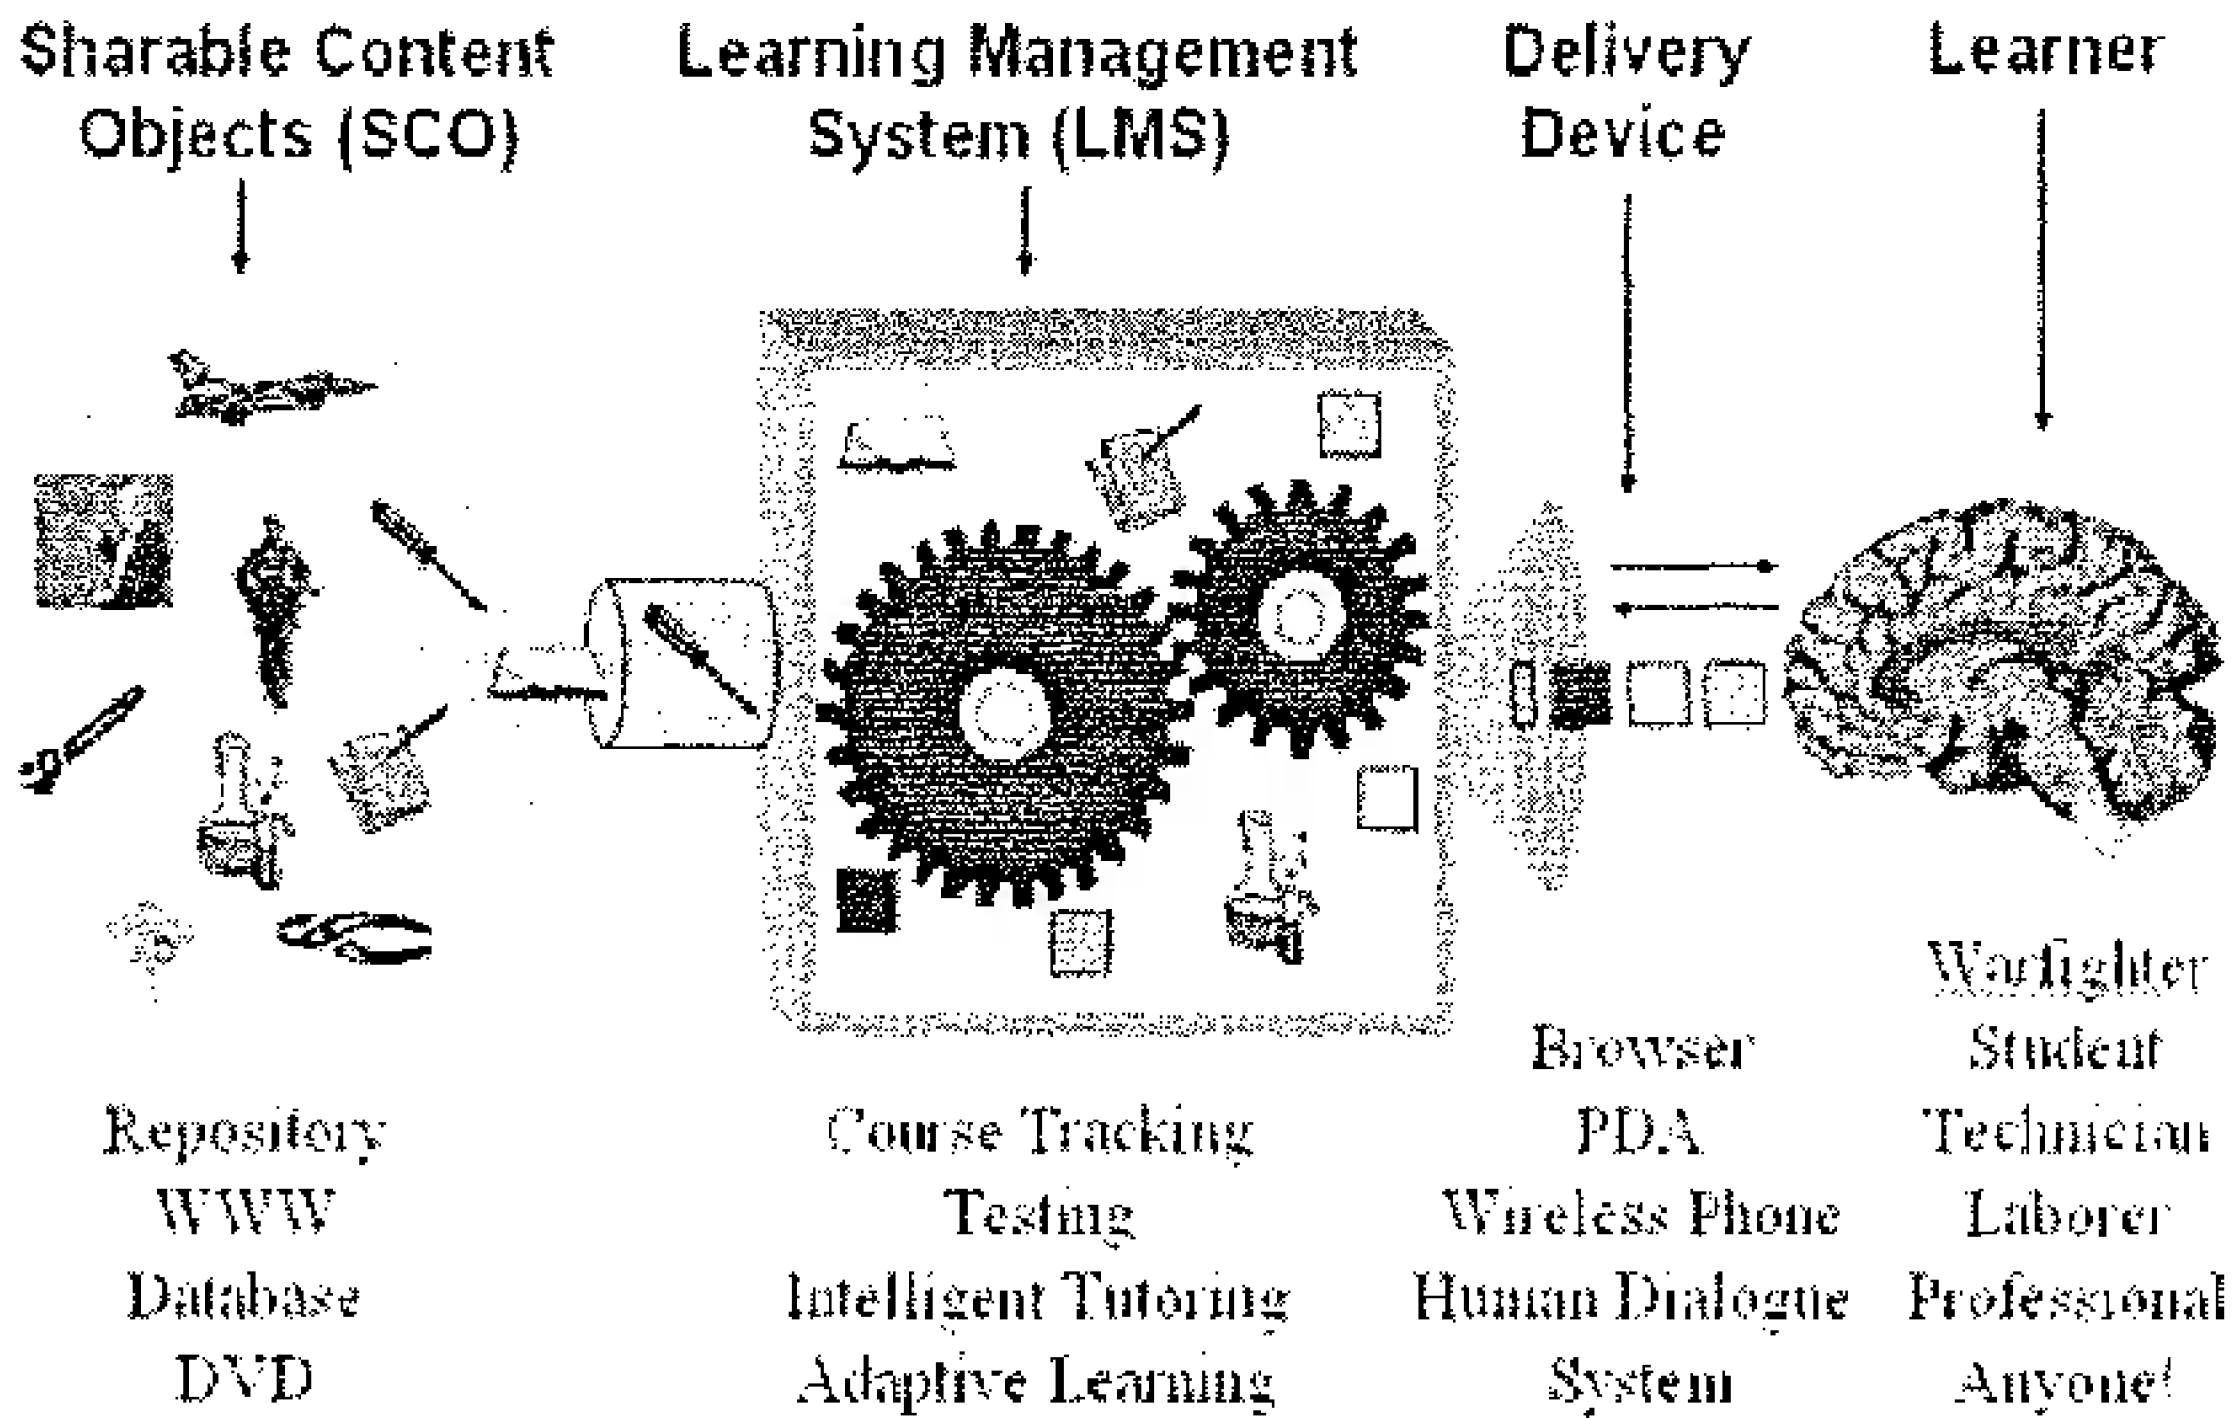 Sharable Content
Objects (SCO)
Learning Management
System (LMS)
Delivery
Device
Learner
Repository
WWW
Database
DVD
Course Tracking
Testing
Intelligent Tutoring
Adaptive Learning
Browser
PDA
Wireless Phone
Human Dialogue
System
Warfighter
Student
Technician
Laborer
Professional
Anyone!